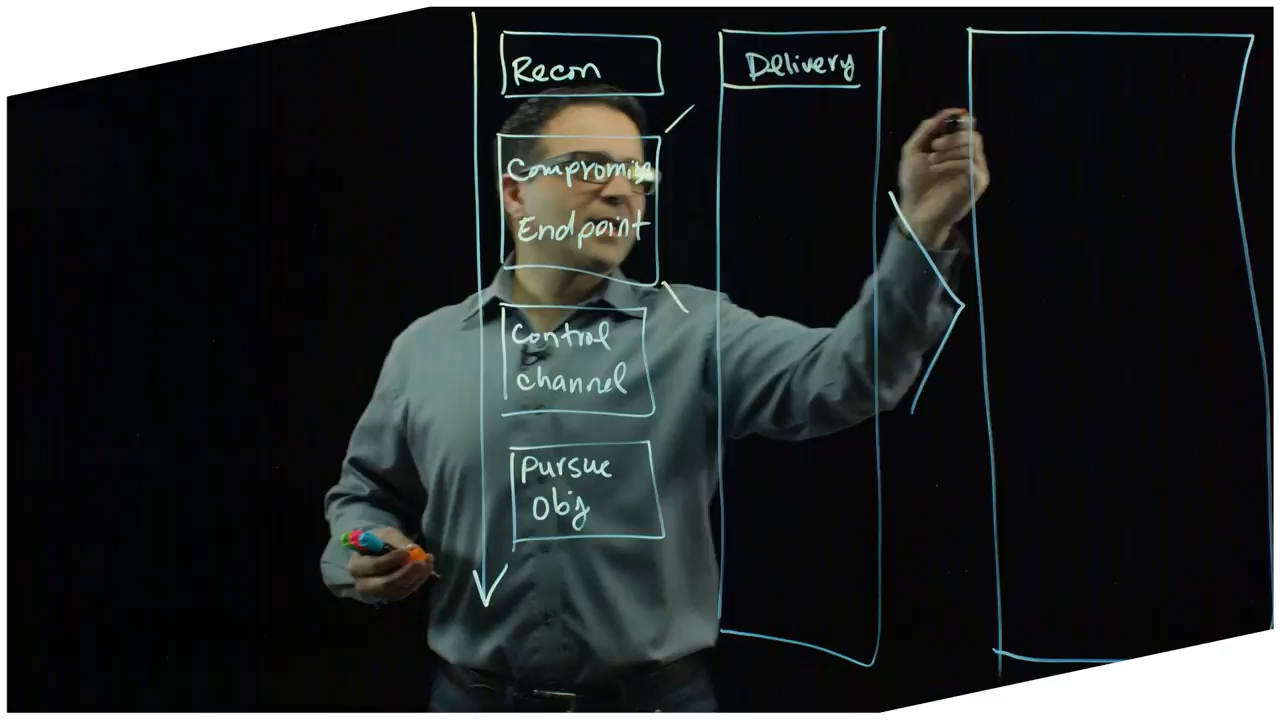 Recon
Compromise
Endpoint
Control
channel
Pursue
Obj
Delivery